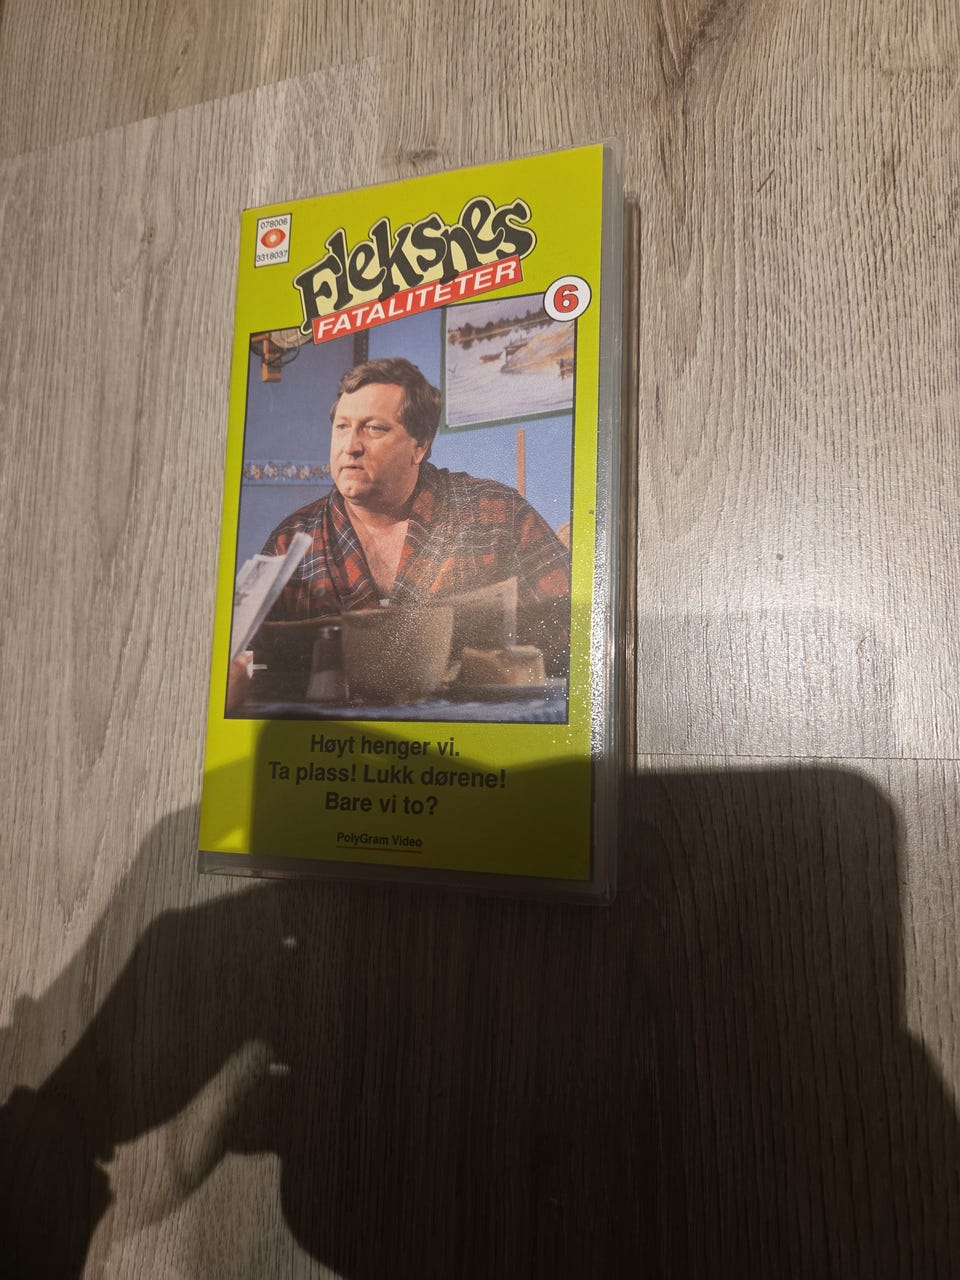 078006
3318037
Fleksnes
FATALITETER
6
Høyt henger vi.
Ta plass! Lukk dørene!
Bare vi to?
PolyGram Video